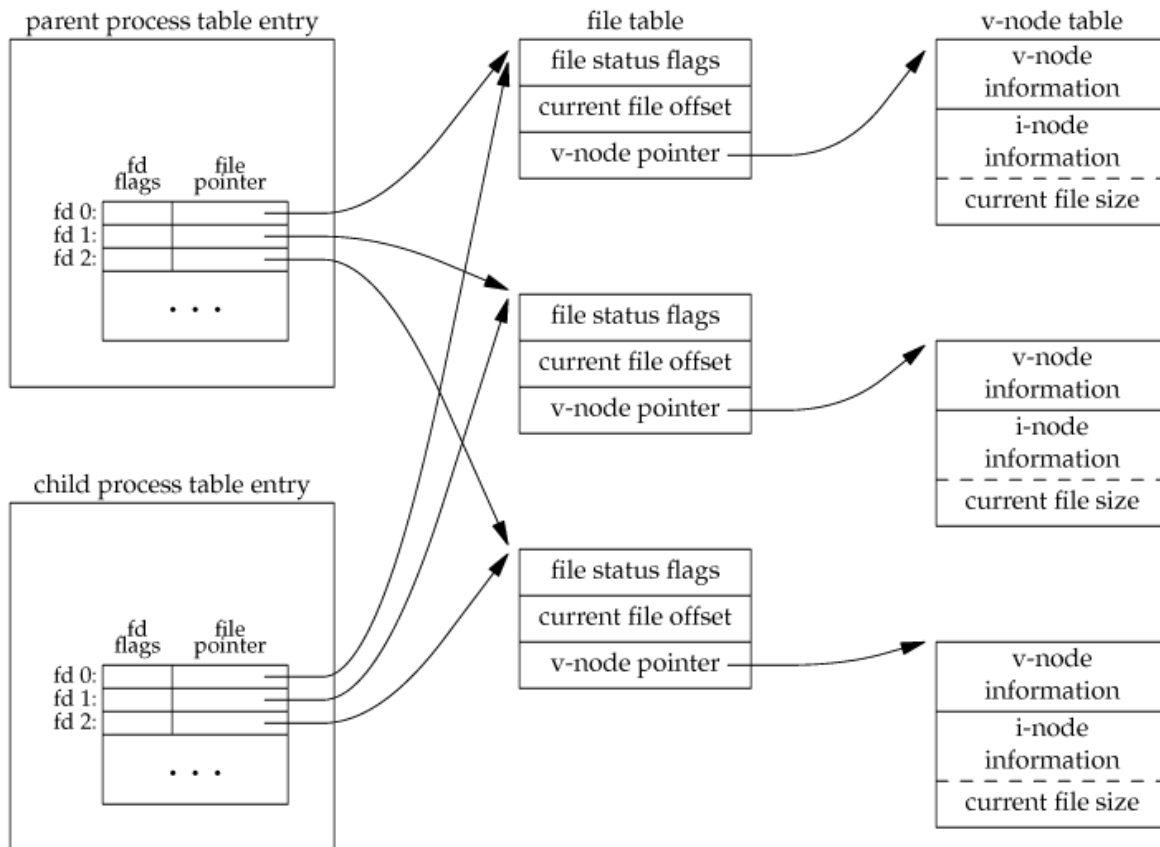 parent process table entry
fd
flags
file
pointer
fd 0:
fd 1:
fd 2:
. . .
child process table entry
fd
flags
file
pointer
fd 0:
fd 1:
fd 2:
. . .
file table
file status flags
current file offset
v-node pointer
file status flags
current file offset
v-node pointer
file status flags
current file offset
v-node pointer
v-node table
v-node
information
i-node
information
current file size
v-node
information
i-node
information
current file size
v-node
information
i-node
information
current file size